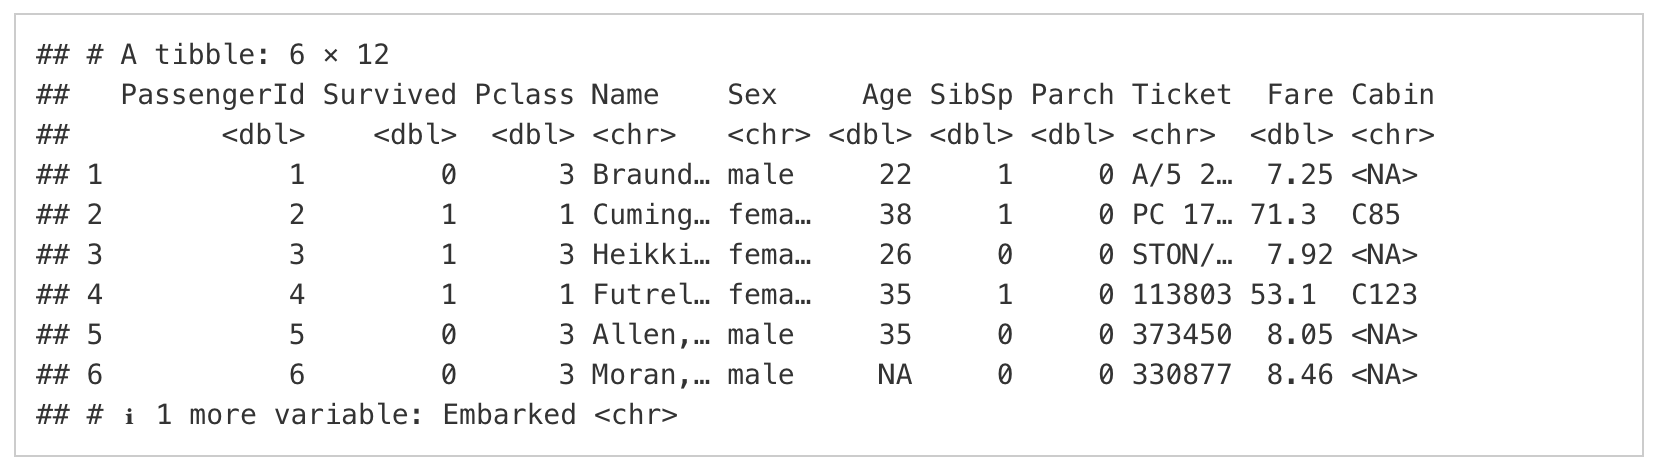 ## # A tibble: 6 × 12
##   PassengerId Survived Pclass Name    Sex     Age SibSp Parch Ticket  Fare Cabin
##         <dbl>    <dbl>  <dbl> <chr>   <chr> <dbl> <dbl> <dbl> <chr>  <dbl> <chr>
## 1           1        0      3 Braund… male     22     1     0 A/5 2…  7.25 <NA>
## 2           2        1      1 Cuming… fema…    38     1     0 PC 17… 71.3  C85
## 3           3        1      3 Heikki… fema…    26     0     0 STON/…  7.92 <NA>
## 4           4        1      1 Futrel… fema…    35     1     0 113803 53.1  C123
## 5           5        0      3 Allen,… male     35     0     0 373450  8.05 <NA>
## 6           6        0      3 Moran,… male     NA     0     0 330877  8.46 <NA>
## # ℹ 1 more variable: Embarked <chr>